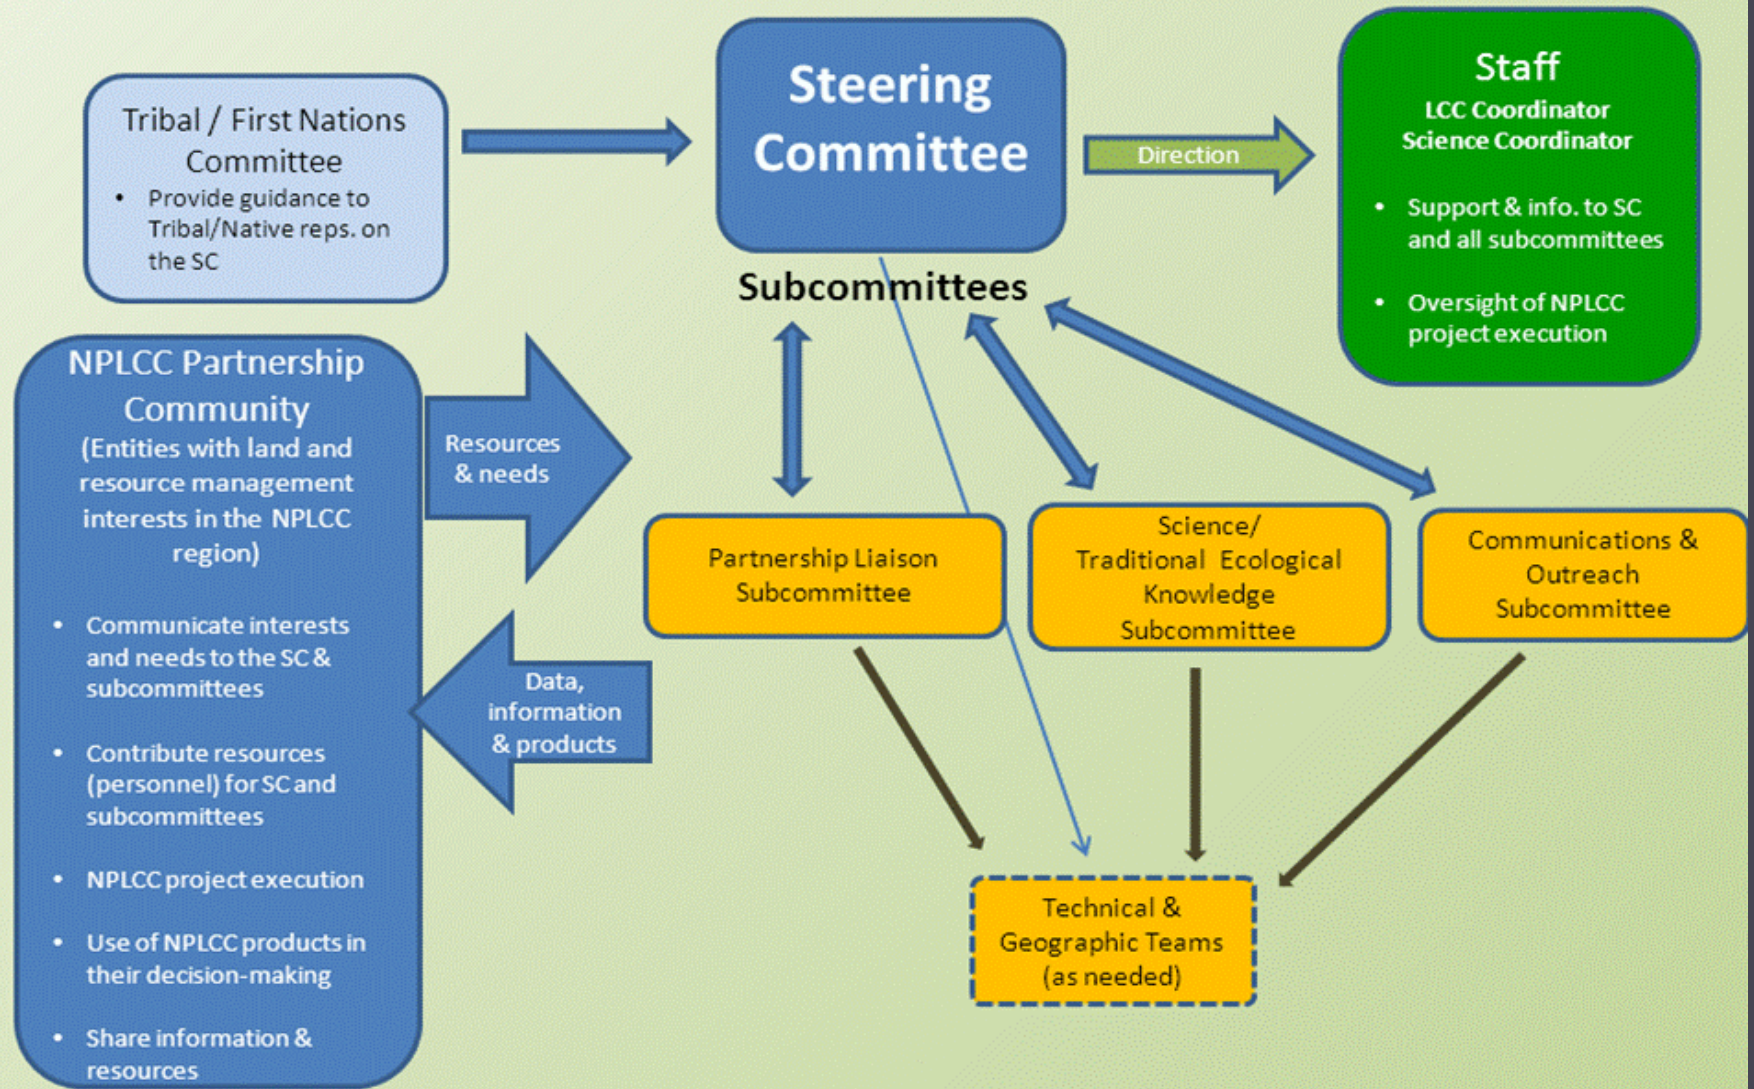 Tribal / First Nations
Committee
• Provide guidance to
Tribal/Native reps. on
the SC
Steering
Committee
Direction
Staff
LCC Coordinator
Science Coordinator
• Support & info. to SC
and all subcommittees
• Oversight of NPLCC
project execution
Subcommittees
NPLCC Partnership
Community
(Entities with land and
resource management
interests in the NPLCC
region)
• Communicate interests
and needs to the SC &
subcommittees
• Contribute resources
(personnel) for SC and
subcommittees
• NPLCC project execution
• Use of NPLCC products in
their decision-making
• Share information &
resources
Resources
& needs
Data,
information
& products
Partnership Liaison
Subcommittee
Science/
Traditional Ecological
Knowledge
Subcommittee
Communications &
Outreach
Subcommittee
Technical &
Geographic Teams
(as needed)